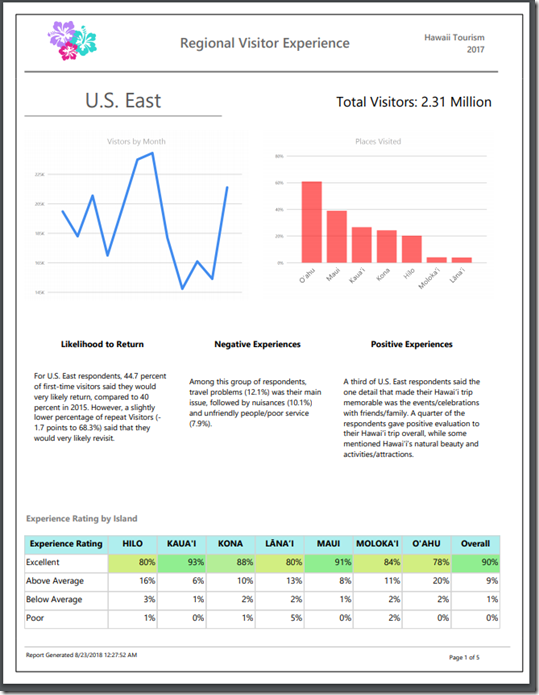 Regional Visitor Experience
Hawaii Tourism
2017
U.S. East
Total Visitors: 2.31 Million
Vistors by Month
225K
205K
185K
165K
145K
Places Visited
80%
60%
40%
20%
0%
O'ahu
Maui
Kaua'i
Kona
Hilo
Moloka'i
Lāna'i
Likelihood to Return
For U.S. East respondents, 44.7 percent
of first-time visitors said they would
very likely return, compared to 40
percent in 2015. However, a slightly
lower percentage of repeat Visitors (-
1.7 points to 68.3%) said that they
would very likely revisit.
Negative Experiences
Among this group of respondents,
travel problems (12.1%) was their main
issue, followed by nuisances (10.1%)
and unfriendly people/poor service
(7.9%).
Positive Experiences
A third of U.S. East respondents said the
one detail that made their Hawai'i trip
memorable was the events/celebrations
with friends/family. A quarter of the
respondents gave positive evaluation to
their Hawai'i trip overall, while some
mentioned Hawai'i's natural beauty and
activities/attractions.
Experience Rating by Island
Experience Rating HILO KAUA'I KONA LĀNA'I MAUI MOLOKA'I O'AHU Overall
Excellent 80% 93% 88% 80% 91% 84% 78% 90%
Above Average 16% 6% 10% 13% 8% 11% 20% 9%
Below Average 3% 1% 2% 2% 1% 2% 2% 1%
Poor 1% 0% 1% 5% 0% 2% 0% 0%
Report Generated 8/23/2018 12:27:52 AM
Page 1 of 5